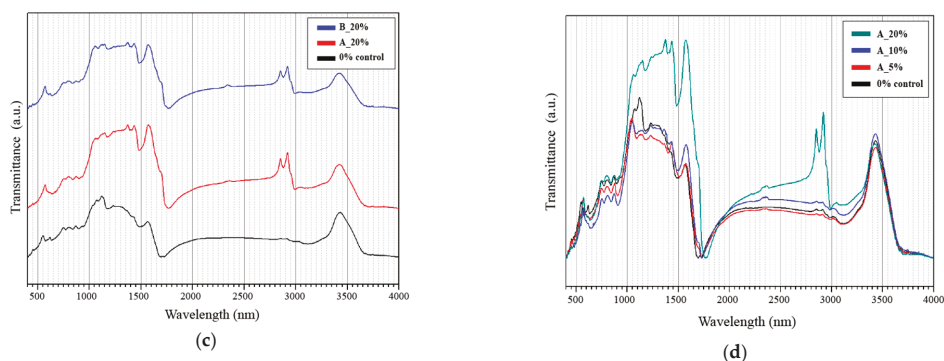 B_20%
A_20%
0% control
Transmittance (a.u.)
500 1000 1500 2000 2500 3000 3500 4000
Wavelength (nm)
(c)
A_20%
A_10%
A_5%
0% control
Transmittance (a.u.)
500 1000 1500 2000 2500 3000 3500 4000
Wavelength (nm)
(d)